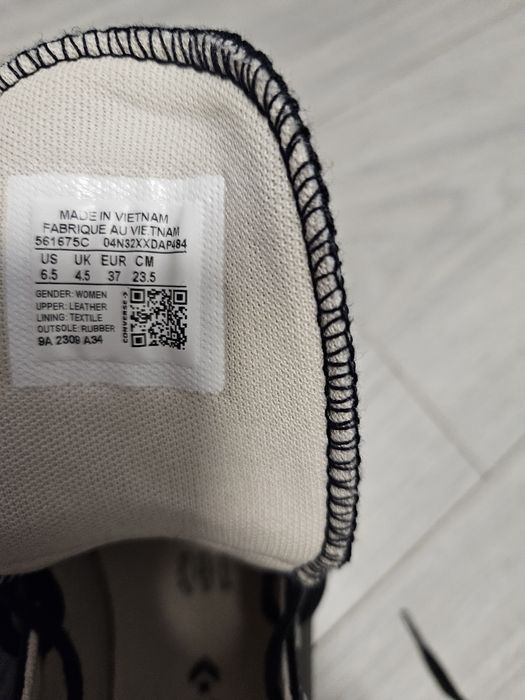 MADE IN VIETNAM
FABRIQUE AU VIETNAM
561675C 04N32XXDAP484
US UK EUR CM
6.5 4.5 37 23.5
GENDER: WOMEN
UPPER: LEATHER
LINING: TEXTILE
OUTSOLE: RUBBER
9A 2309 A34
CONVERSE